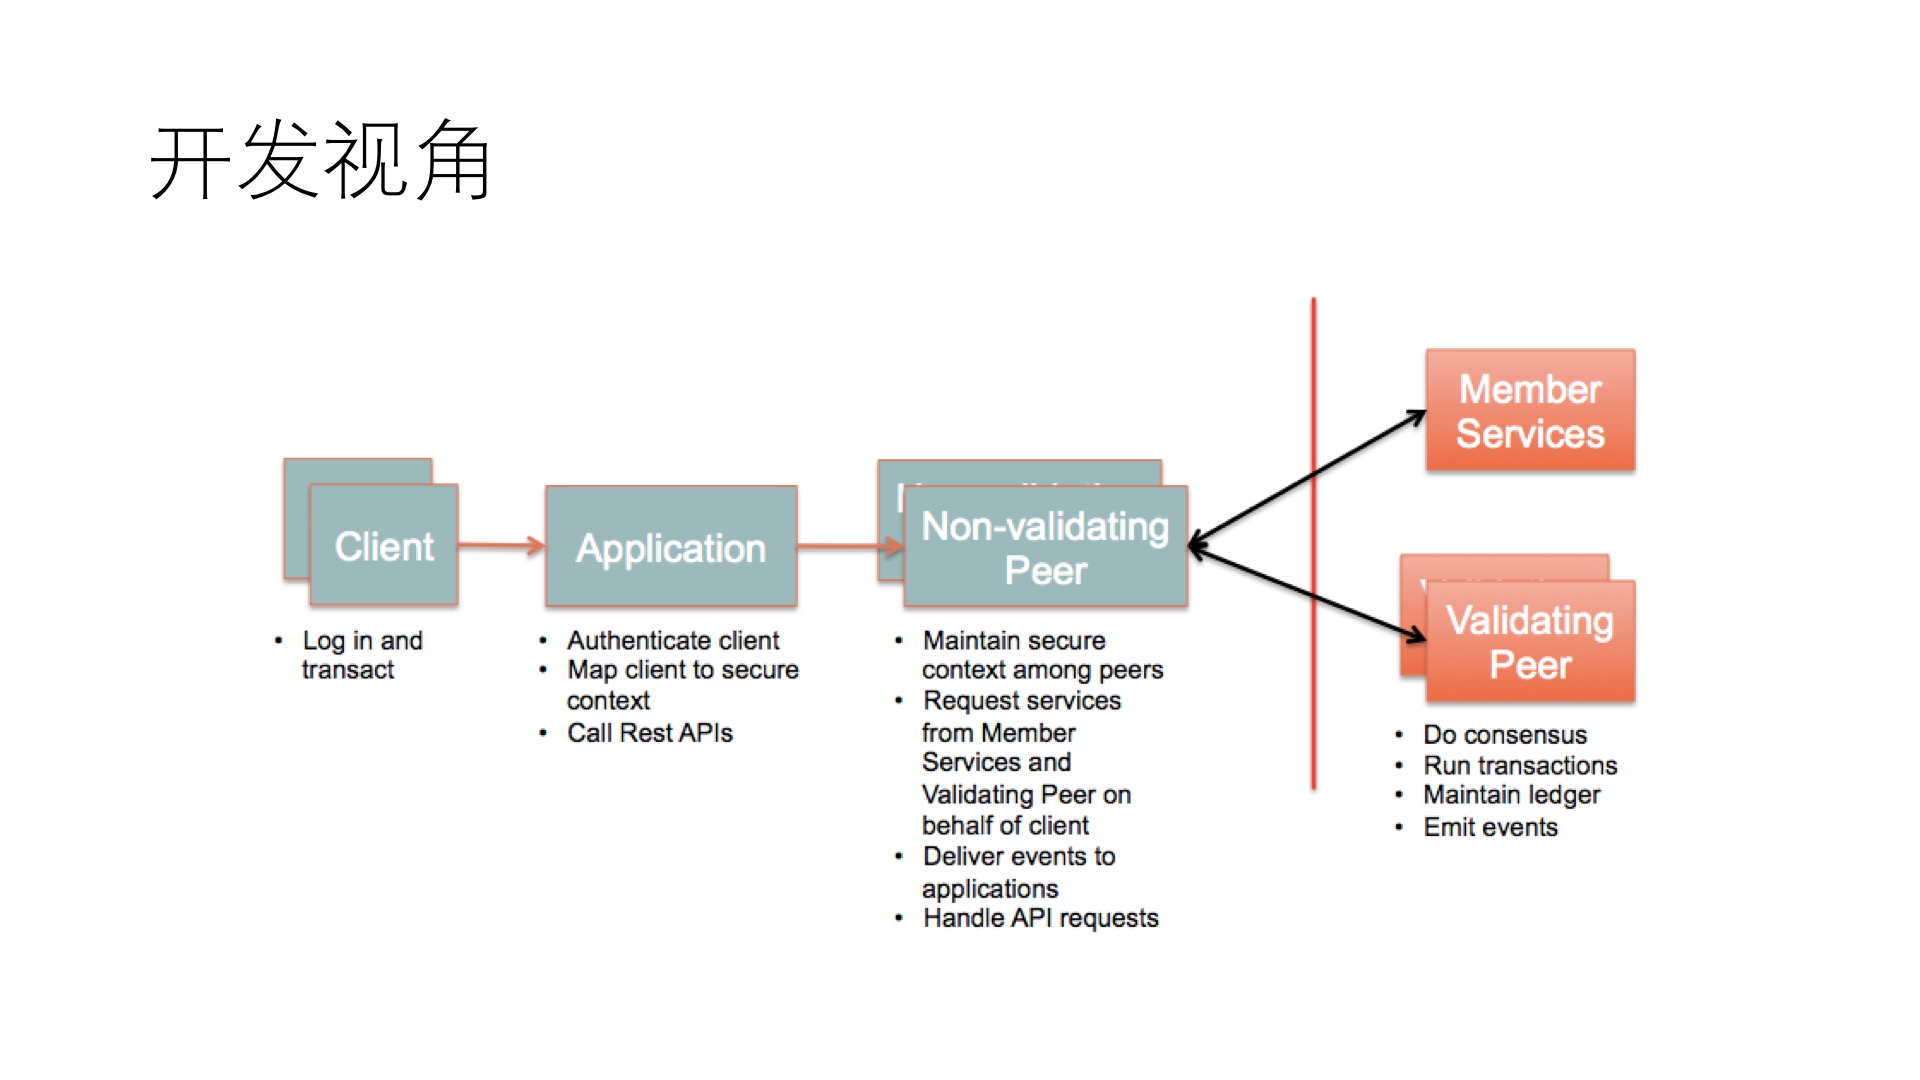 开发视角
Client
• Log in and
transact
Application
• Authenticate client
• Map client to secure
context
• Call Rest APIs
Non-validating
Peer
• Maintain secure
context among peers
• Request services
from Member
Services and
Validating Peer on
behalf of client
• Deliver events to
applications
• Handle API requests
Member
Services
Validating
Peer
• Do consensus
• Run transactions
• Maintain ledger
• Emit events